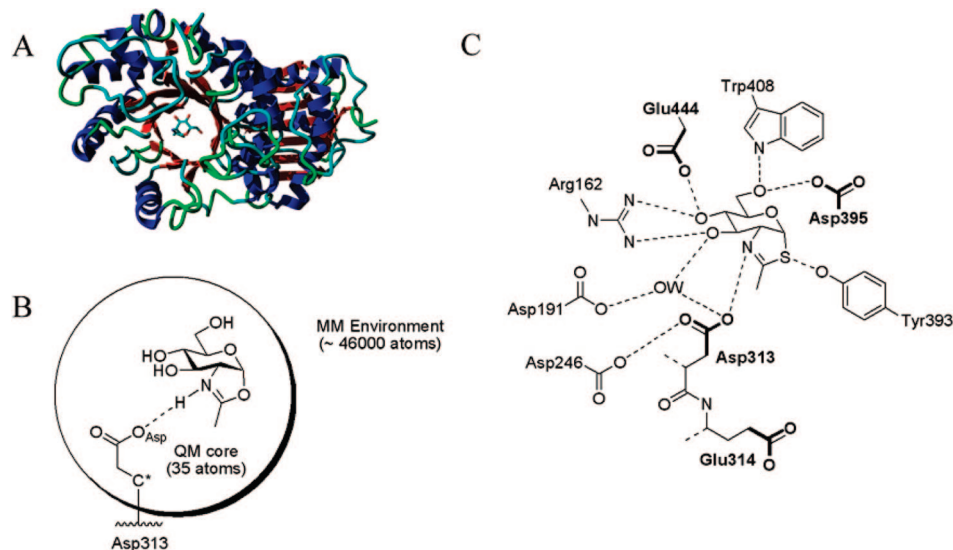 A
B
OH
HO
HO
N
O
H
O
O
Asp
QM core
(35 atoms)
C*
Asp313
MM Environment
(~ 46000 atoms)
C
Trp408
Glu444
N
O
O
O
O
O
Asp395
Arg162
N
N
N
O
O
O
N
S
O
Tyr393
OW
Asp191
O
O
O
O
Asp313
Asp246
O
O
O
N
O
O
Glu314